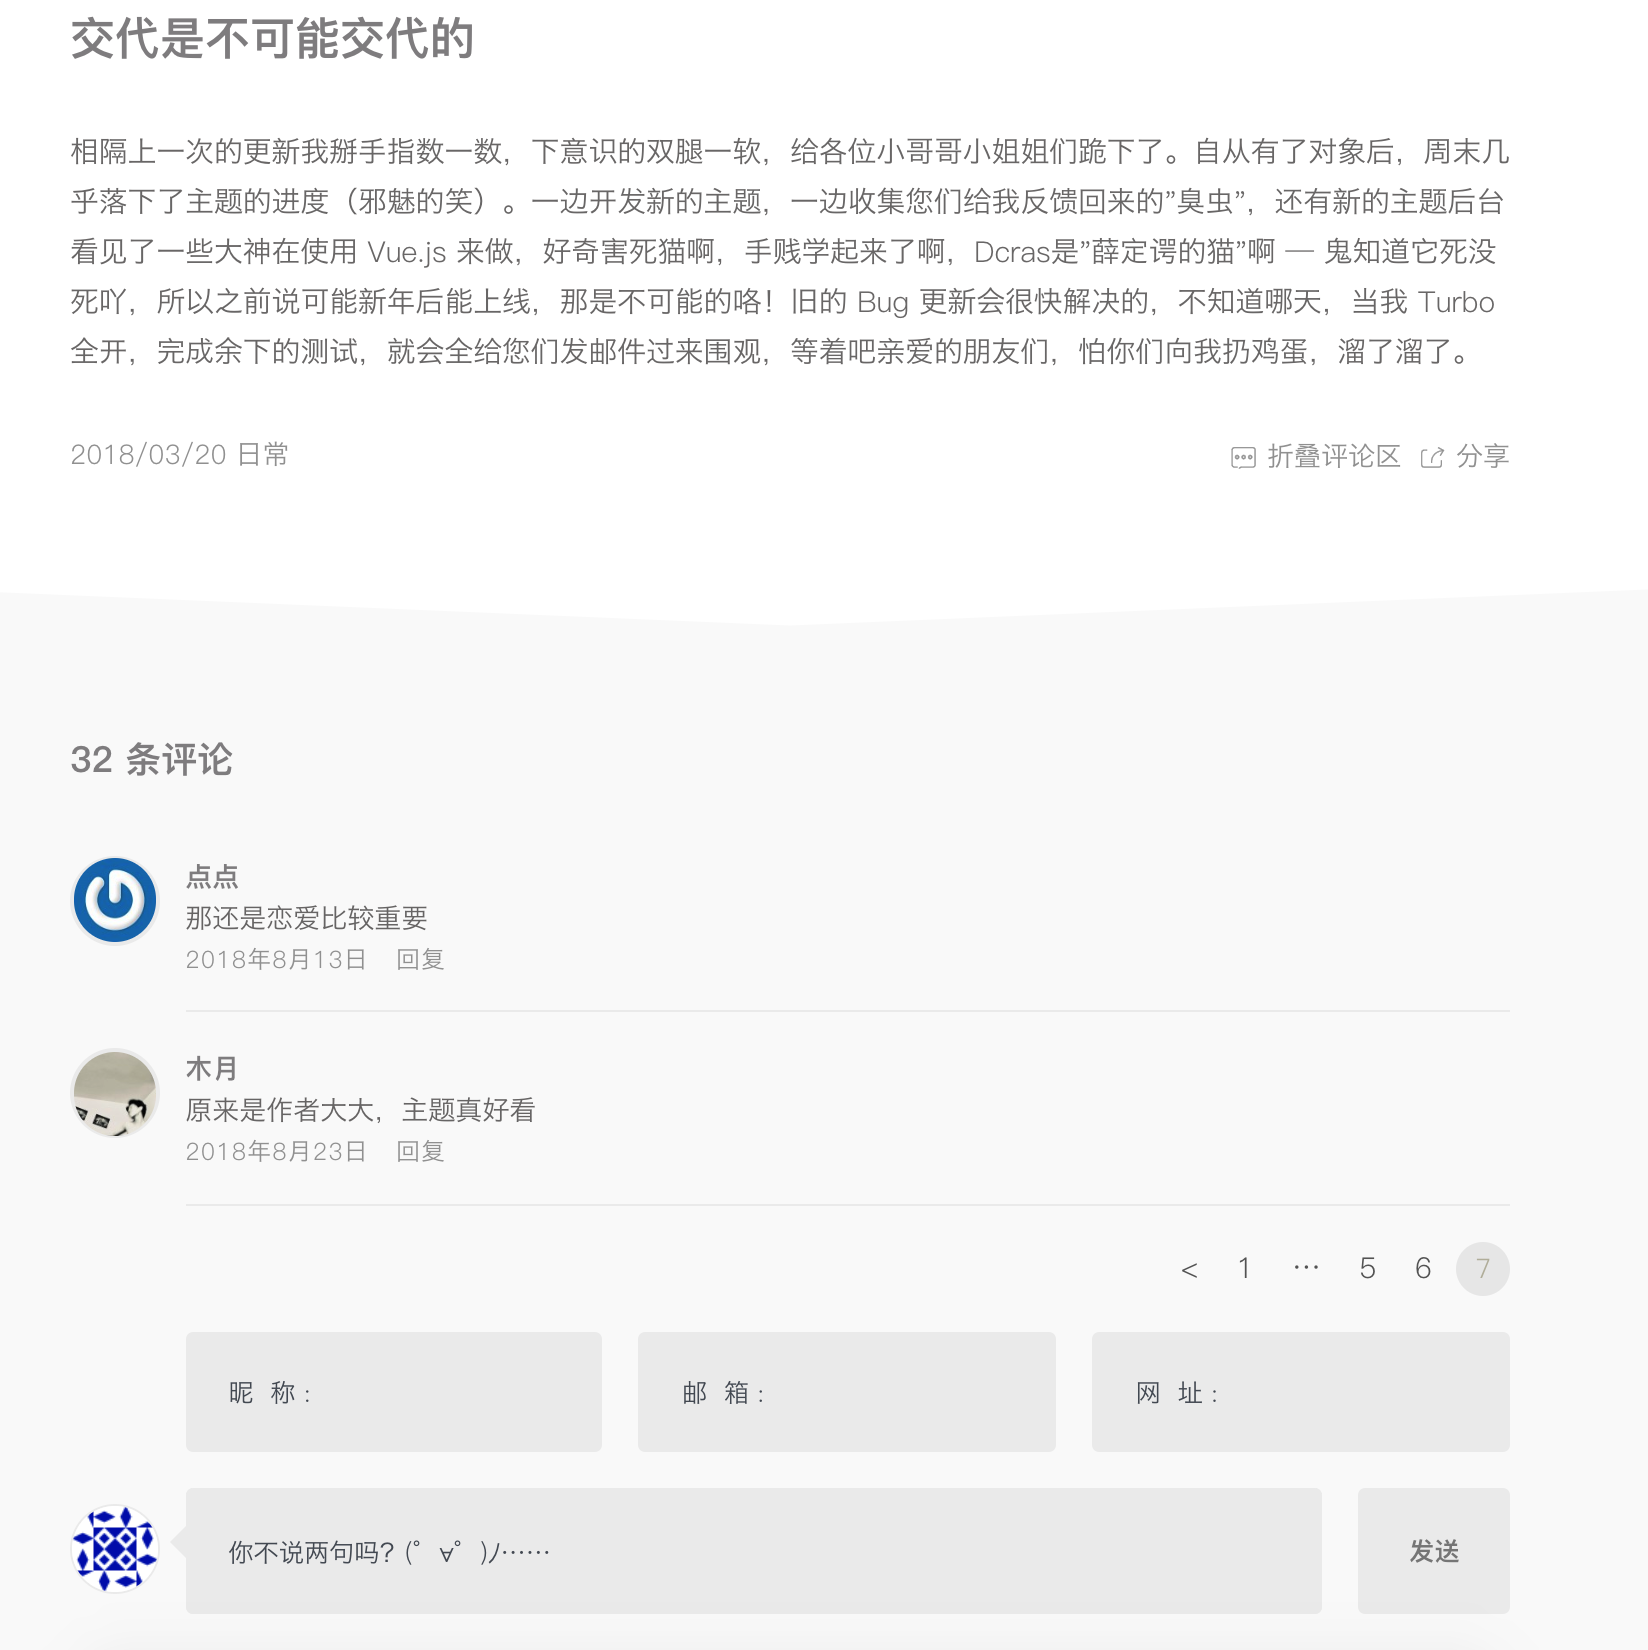 交代是不可能交代的
相隔上一次的更新我掰手指数一数，下意识的双腿一软，给各位小哥哥小姐姐们跪下了。自从有了对象后，周末几
乎落下了主题的进度（邪魅的笑）。一边开发新的主题，一边收集您们给我反馈回来的”臭虫”，还有新的主题后台
看见了一些大神在使用 Vue.js 来做，好奇害死猫啊，手贱学起来了啊，Dcras是”薛定谔的猫”啊 — 鬼知道它死没
死吖，所以之前说可能新年后能上线，那是不可能的咯！旧的 Bug 更新会很快解决的，不知道哪天，当我 Turbo
全开，完成余下的测试，就会全给您们发邮件过来围观，等着吧亲爱的朋友们，怕你们向我扔鸡蛋，溜了溜了。
2018/03/20 日常 折叠评论区 分享
32 条评论
点点
那还是恋爱比较重要
2018年8月13日 回复
木月
原来是作者大大，主题真好看
2018年8月23日 回复
< 1 … 5 6 7
昵 称： 邮 箱： 网 址：
你不说两句吗？(゜∀゜)ﾉ…… 发送